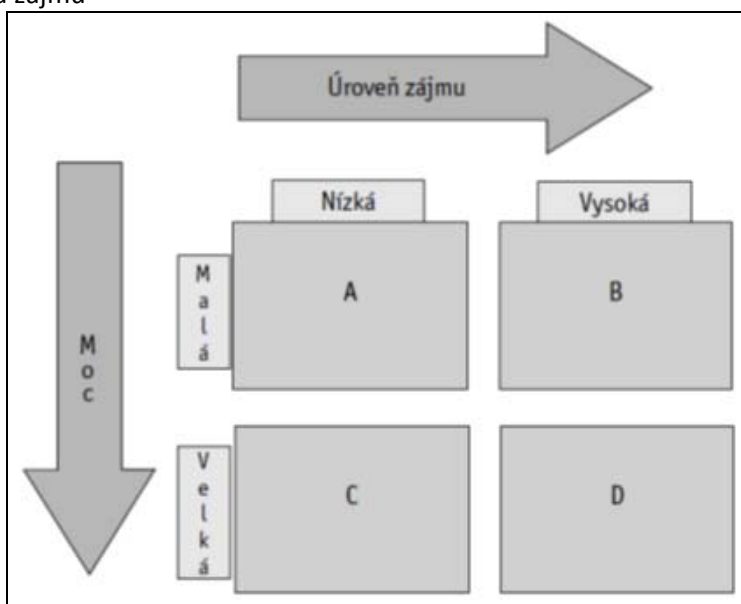 a zájmu
Úroveň zájmu
Nízká
Vysoká
Malá
A
B
Moc
Velká
C
D